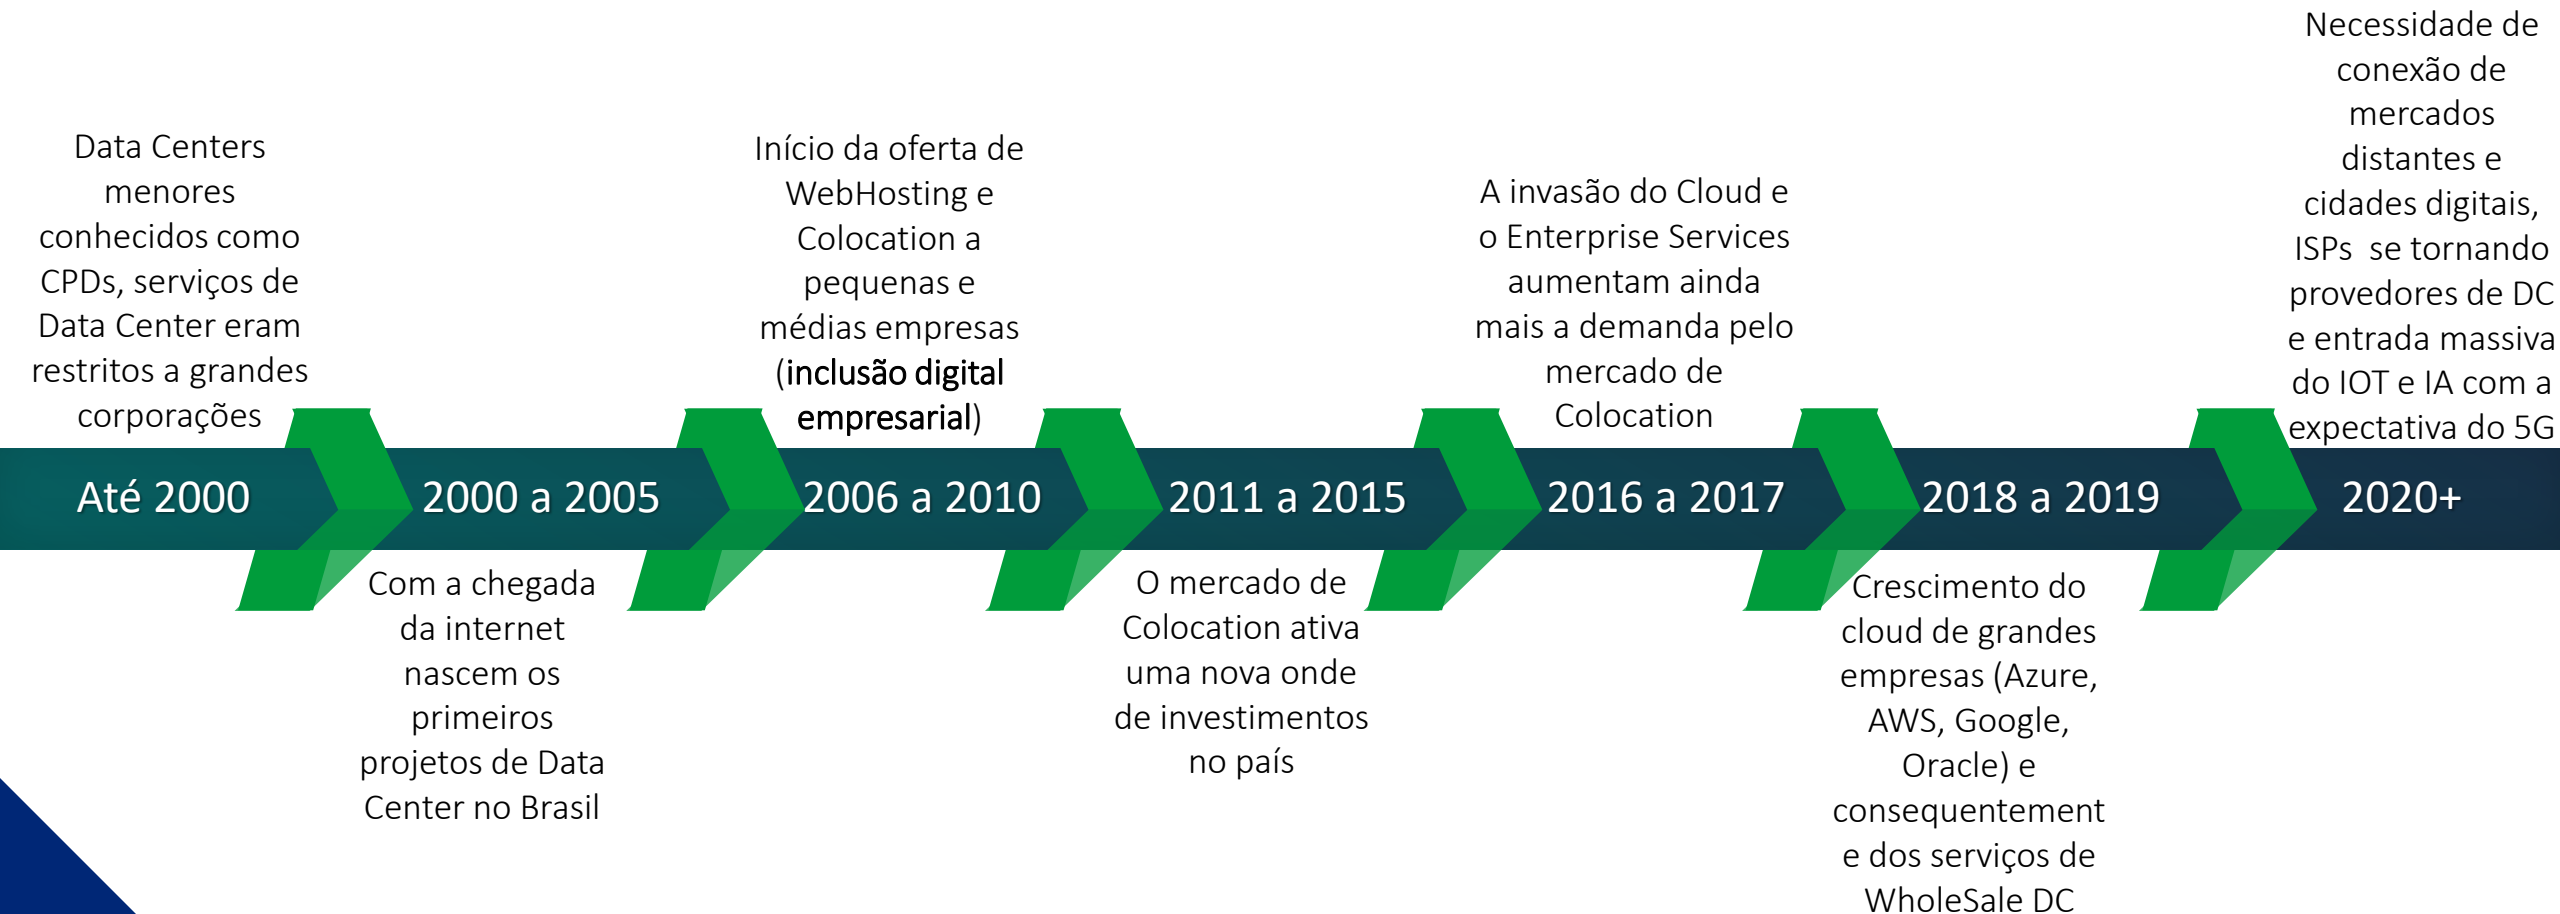 Data Centers
menores
conhecidos como
CPDs, serviços de
Data Center eram
restritos a grandes
corporações
Até 2000
Com a chegada
da internet
nascem os
primeiros
projetos de Data
Center no Brasil
2000 a 2005
Início da oferta de
WebHosting e
Colocation a
pequenas e
médias empresas
(inclusão digital
empresarial)
2006 a 2010
O mercado de
Colocation ativa
uma nova onde
de investimentos
no país
2011 a 2015
A invasão do Cloud e
o Enterprise Services
aumentam ainda
mais a demanda pelo
mercado de
Colocation
2016 a 2017
Crescimento do
cloud de grandes
empresas (Azure,
AWS, Google,
Oracle) e
consequentement
e dos serviços de
WholeSale DC
2018 a 2019
Necessidade de
conexão de
mercados
distantes e
cidades digitais,
ISPs  se tornando
provedores de DC
e entrada massiva
do IOT e IA com a
expectativa do 5G
2020+